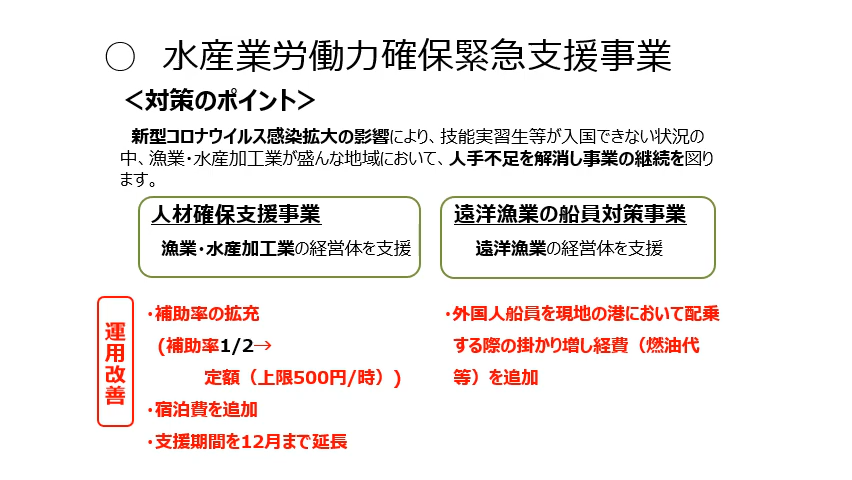 ○ 水産業労働力確保緊急支援事業
＜対策のポイント＞
新型コロナウイルス感染拡大の影響により、技能実習生等が入国できない状況の
中、漁業・水産加工業が盛んな地域において、人手不足を解消し事業の継続を図り
ます。
人材確保支援事業
漁業・水産加工業の経営体を支援
遠洋漁業の船員対策事業
遠洋漁業の経営体を支援
運用改善
・補助率の拡充
(補助率1/2→
定額（上限500円/時）)
・宿泊費を追加
・支援期間を12月まで延長
・外国人船員を現地の港において配乗
する際の掛かり増し経費（燃油代
等）を追加